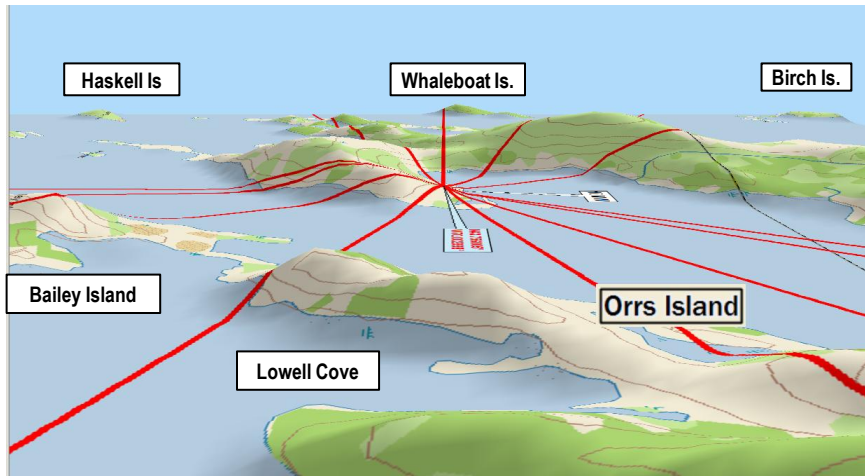 Haskell Is
Whaleboat Is.
Birch Is.
Bailey Island
Orrs Island
Lowell Cove